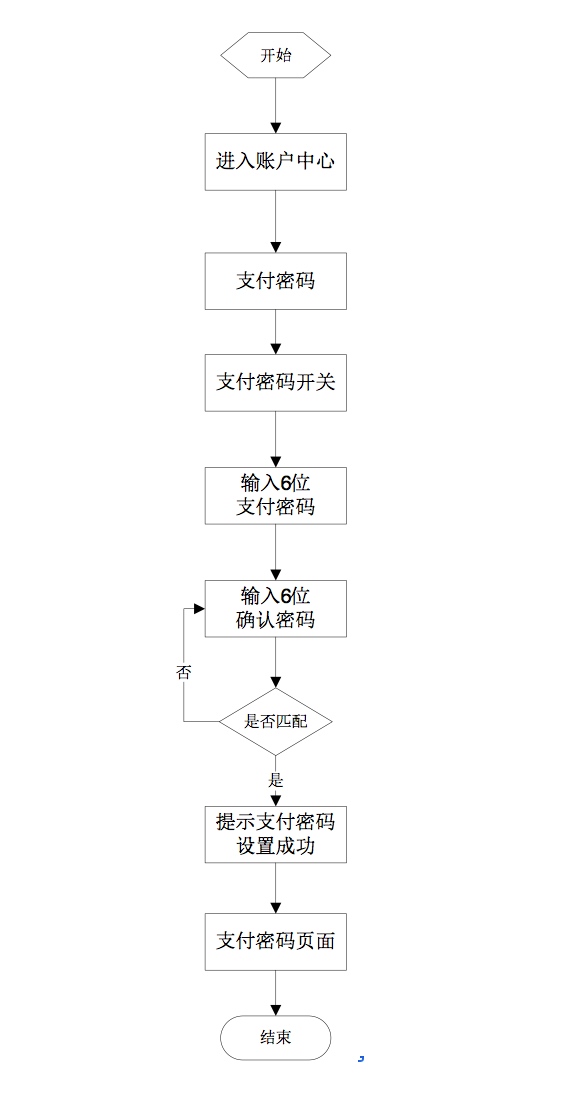 开始
进入账户中心
支付密码
支付密码开关
输入6位
支付密码
输入6位
确认密码
否
是否匹配
是
提示支付密码
设置成功
支付密码页面
结束